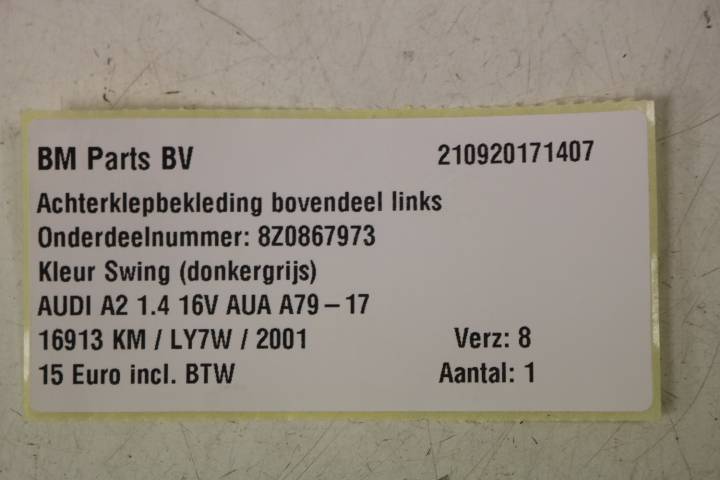 BM Parts BV 210920171407
Achterklepbekleding bovendeel links
Onderdeelnummer: 8Z0867973
Kleur Swing (donkergrijs)
AUDI A2 1.4 16V AUA A79-17
16913 KM / LY7W / 2001 Verz: 8
15 Euro incl. BTW Aantal: 1